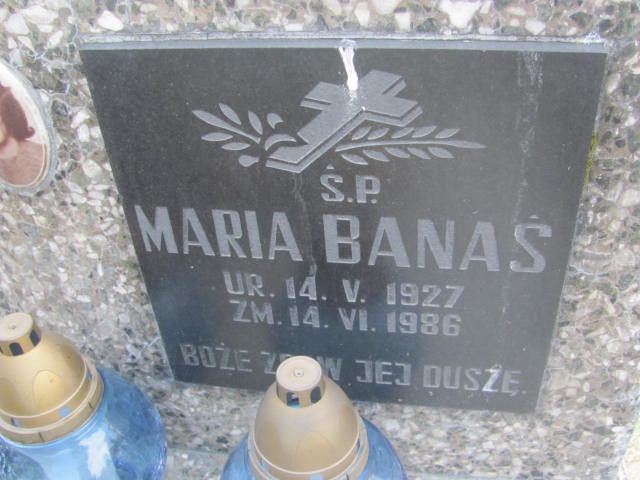 Ś.P.
MARIA BANAŚ
UR. 14. V. 1927
ZM. 14. VI. 1986
BOŻE JEJ DUSZĘ